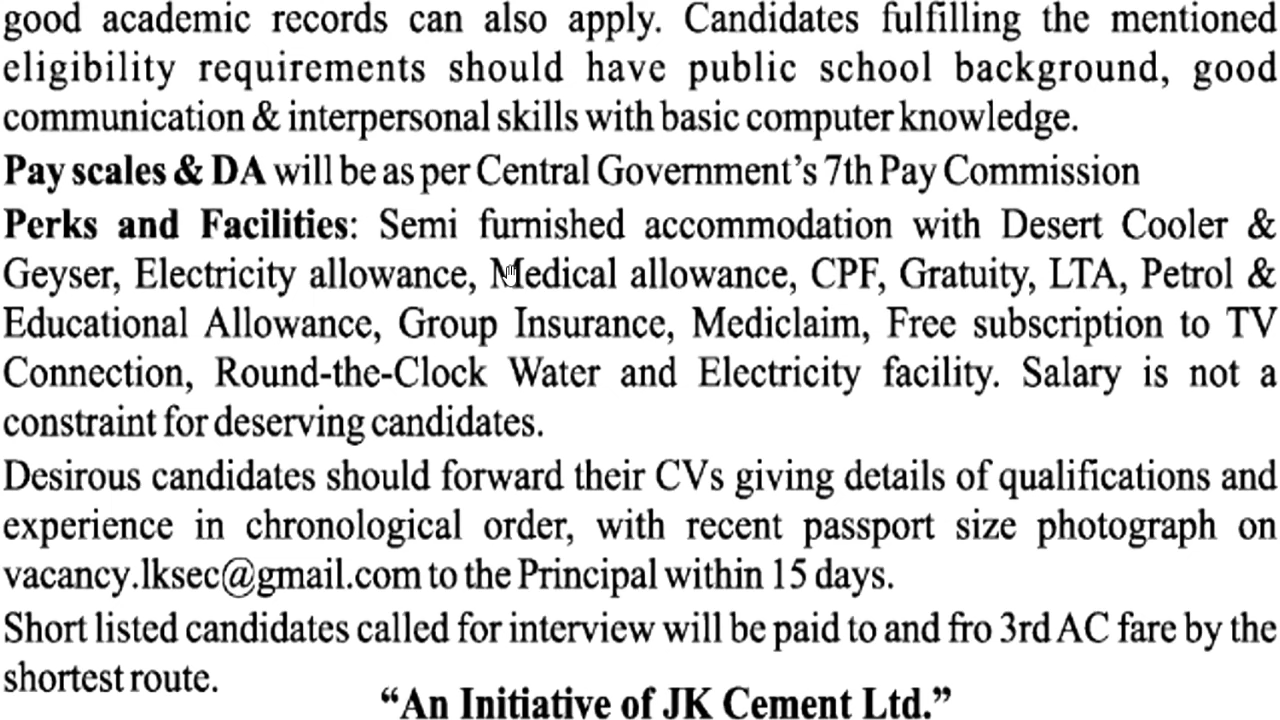 good academic records can also apply. Candidates fulfilling the mentioned
eligibility requirements should have public school background, good
communication & interpersonal skills with basic computer knowledge.
Pay scales & DA will be as per Central Government's 7th Pay Commission
Perks and Facilities: Semi furnished accommodation with Desert Cooler &
Geyser, Electricity allowance, Medical allowance, CPF, Gratuity, LTA, Petrol &
Educational Allowance, Group Insurance, Mediclaim, Free subscription to TV
Connection, Round-the-Clock Water and Electricity facility. Salary is not a
constraint for deserving candidates.
Desirous candidates should forward their CVs giving details of qualifications and
experience in chronological order, with recent passport size photograph on
vacancy.lksec@gmail.com to the Principal within 15 days.
Short listed candidates called for interview will be paid to and fro 3rd AC fare by the
shortest route.
“An Initiative of JK Cement Ltd.”